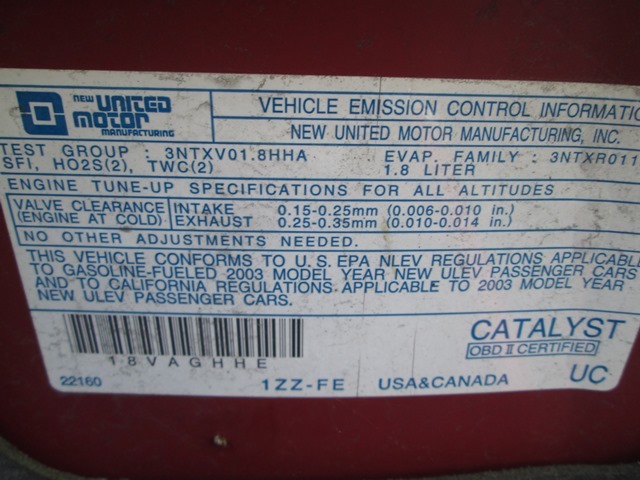 NEW UNITED MOTOR MANUFACTURING
VEHICLE EMISSION CONTROL
NEW UNITED MOTOR MANUFACTURING, INC.
TEST GROUP : 3NTXV01.8HHA EVAP. FAMILY :
SFI, HO2S(2), TWC(2) 1.8 LITER
ENGINE TUNE-UP SPECIFICATIONS FOR ALL ALTITUDES
VALVE CLEARANCE INTAKE 0.15-0.25mm (0.006-0.010 in.)
(ENGINE AT COLD) EXHAUST 0.25-0.35mm (0.010-0.014 in.)
NO OTHER ADJUSTMENTS NEEDED.
THIS VEHICLE CONFORMS TO U.S. EPA NLEV REGULATIONS
TO GASOLINE-FUELED 2003 MODEL YEAR NEW ULEV PASSENGER CARS
AND TO CALIFORNIA REGULATIONS APPLICABLE TO 2003 MODEL YEAR
NEW ULEV PASSENGER CARS.
18VAGHHE
CATALYST
OBD II CERTIFIED
22160 1ZZ-FE USA&CANADA UC